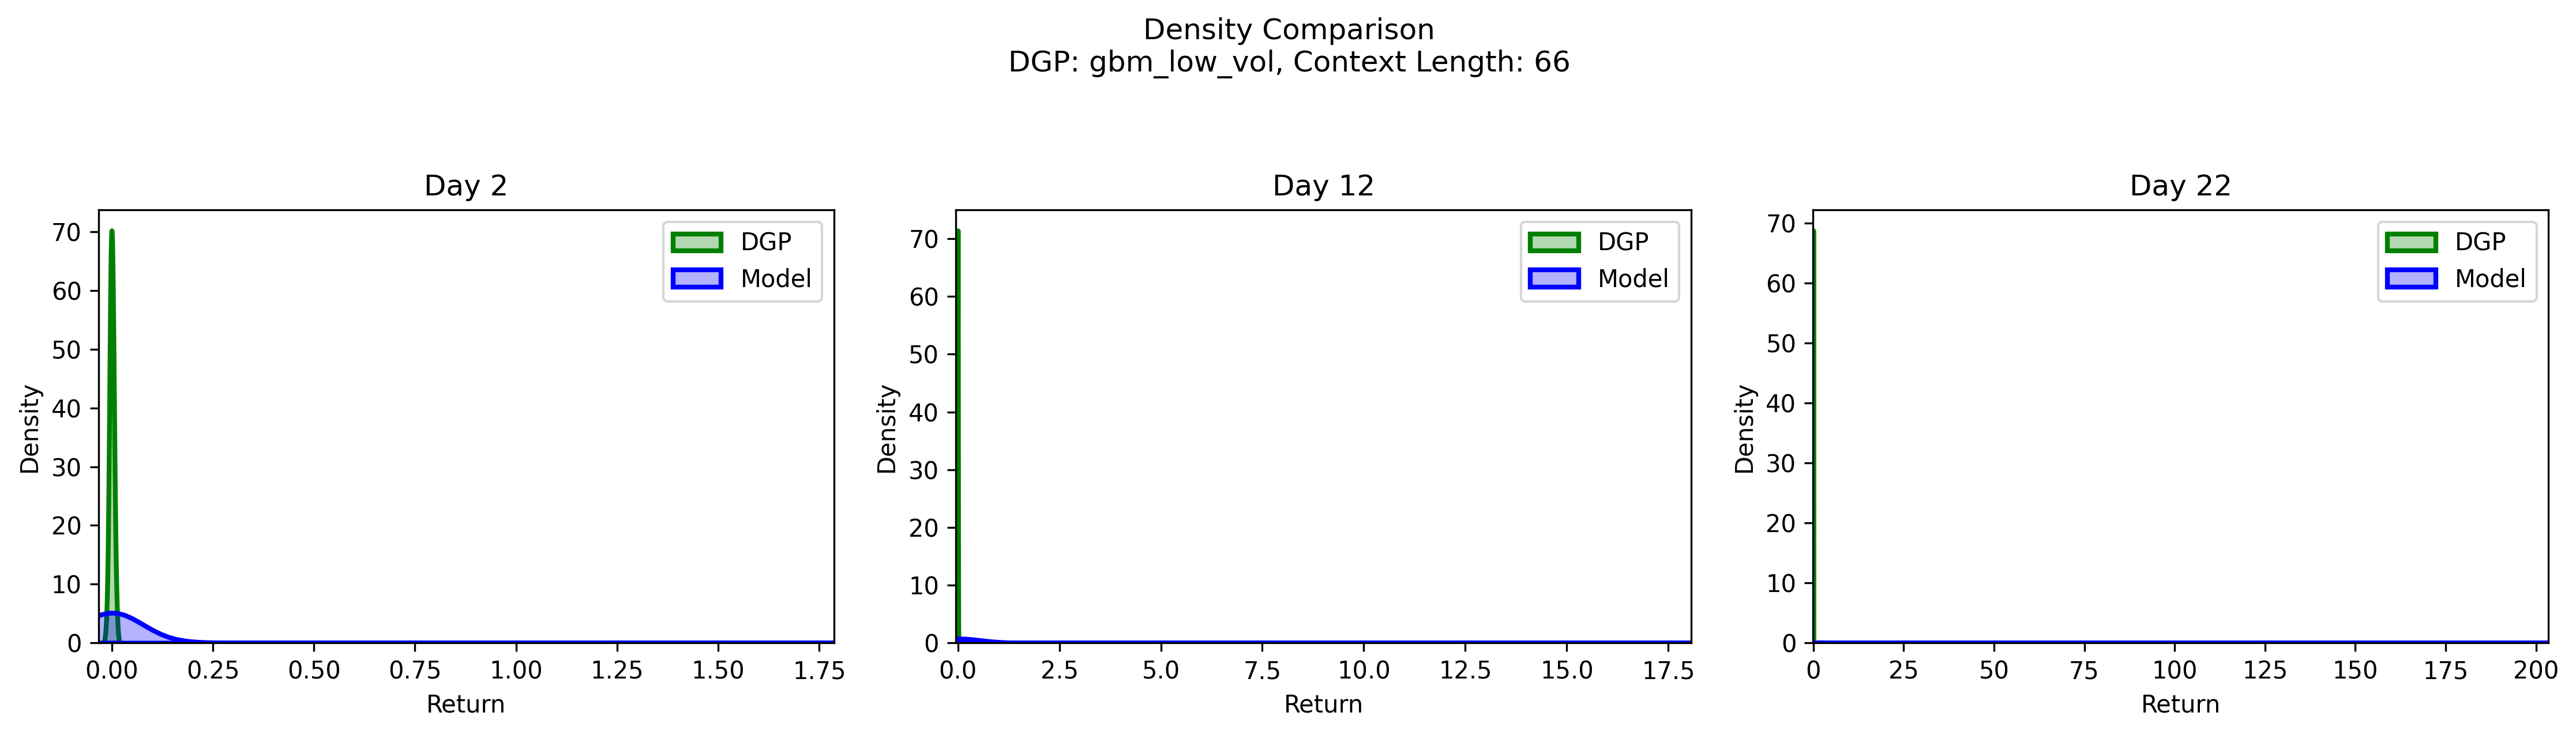 Density Comparison
DGP: gbm_low_vol, Context Length: 66
Day 2
Density
70
60
50
40
30
20
10
0
0.00 0.25 0.50 0.75 1.00 1.25 1.50 1.75
Return
DGP
Model
Day 12
Density
70
60
50
40
30
20
10
0
0.0 2.5 5.0 7.5 10.0 12.5 15.0 17.5
Return
DGP
Model
Day 22
Density
70
60
50
40
30
20
10
0
0 25 50 75 100 125 150 175 200
Return
DGP
Model